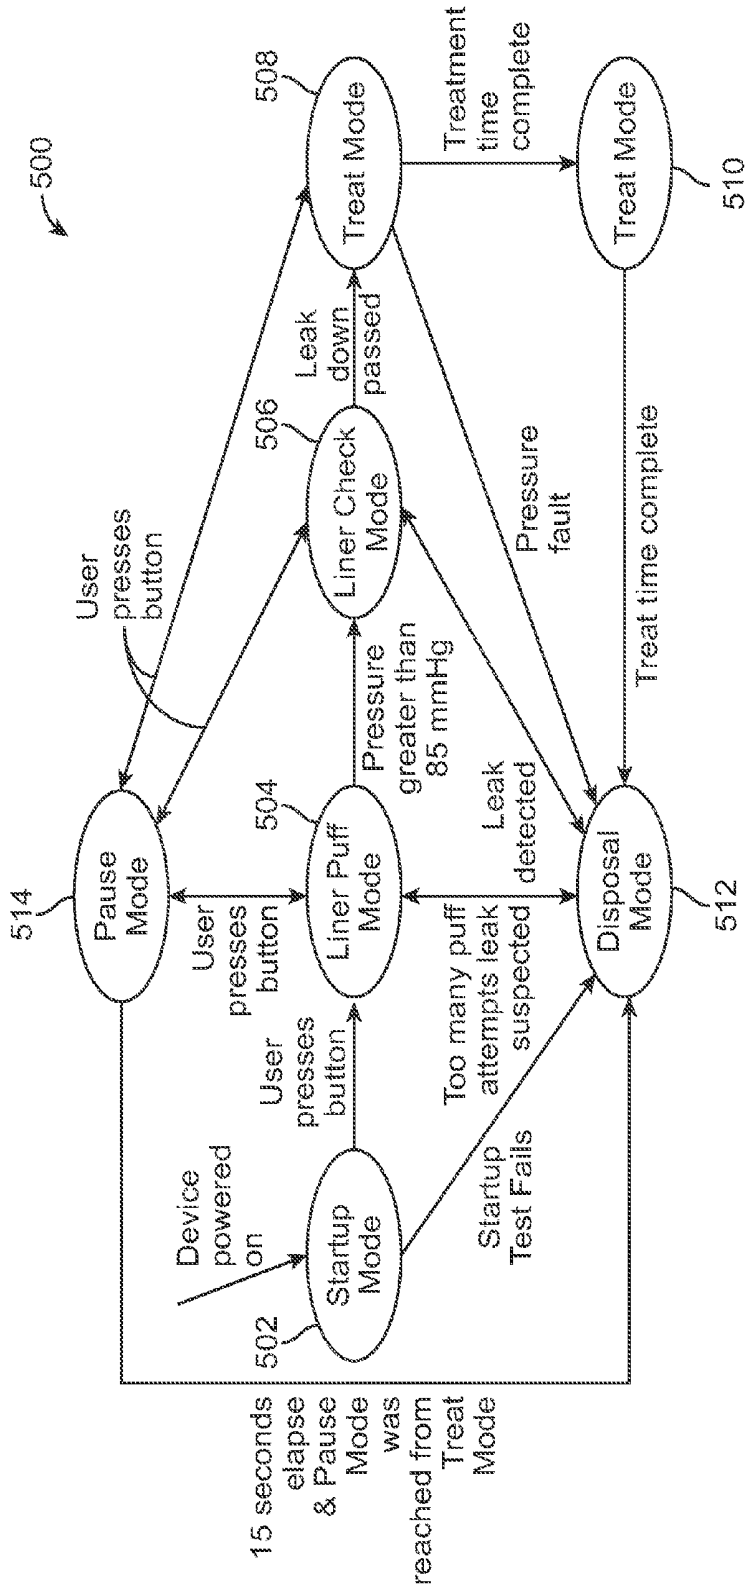 500
514
Pause
Mode
User
presses
button
508
Treat Mode
506
Liner Check
Mode
Leak
down
passed
Treatment
time
complete
Treat Mode
510
Device
powered
on
502
Startup
Mode
User
presses
button
504
Liner Puff
Mode
User
presses
button
Pressure
greater than
85 mmHg
Pressure
fault
Leak
detected
Too many puff
attempts leak
suspected
Startup
Test Fails
Disposal
Mode
512
Treat time complete
15 seconds
elapse
& Pause
Mode
was
reached from
Treat
Mode